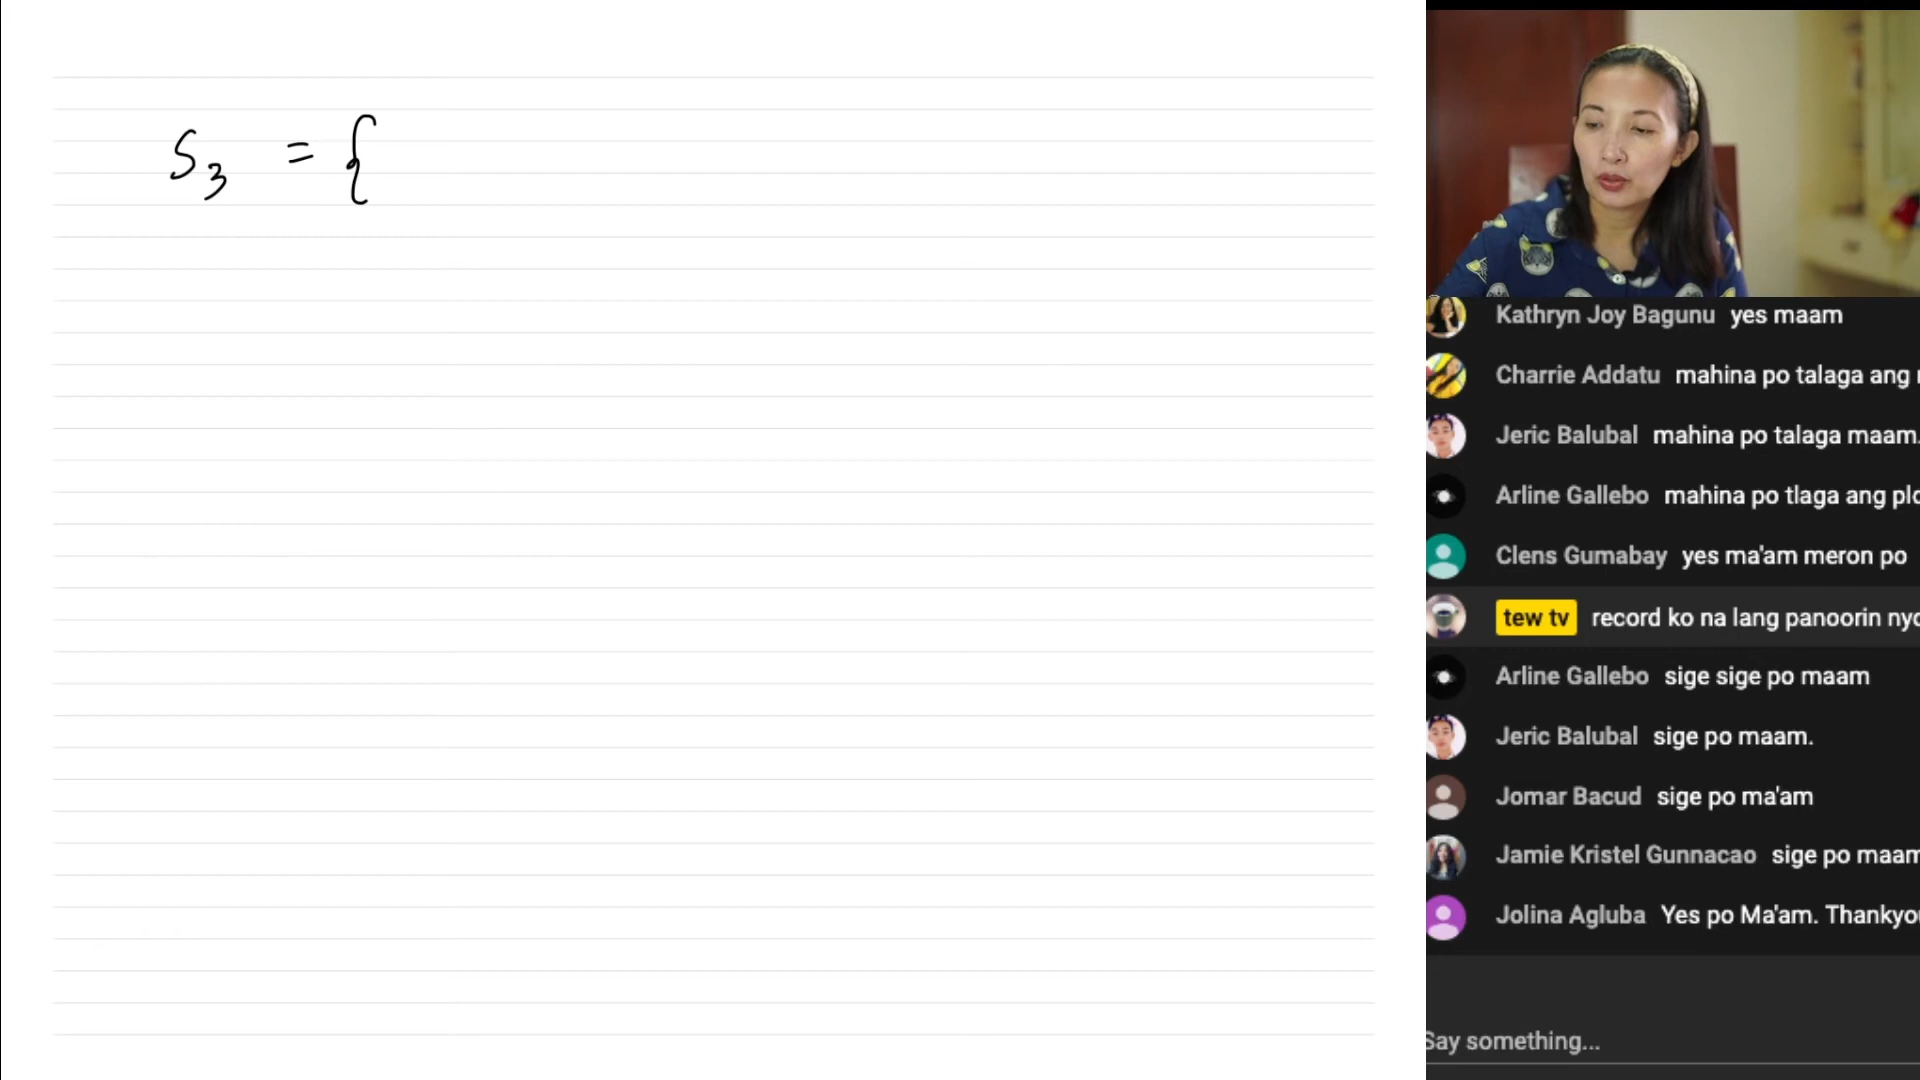 S₃ = {
Kathryn Joy Bagunu yes maam
Charrie Addatu mahina po talaga ang
Jeric Balubal mahina po talaga maam.
Arline Gallebo mahina po tlaga ang
Clens Gumabay yes ma'am meron po
tew tv record ko na lang panoorin
Arline Gallebo sige sige po maam
Jeric Balubal sige po maam.
Jomar Bacud sige po ma'am
Jamie Kristel Gunnacao sige po maam
Jolina Agluba Yes po Ma'am.
Say something...